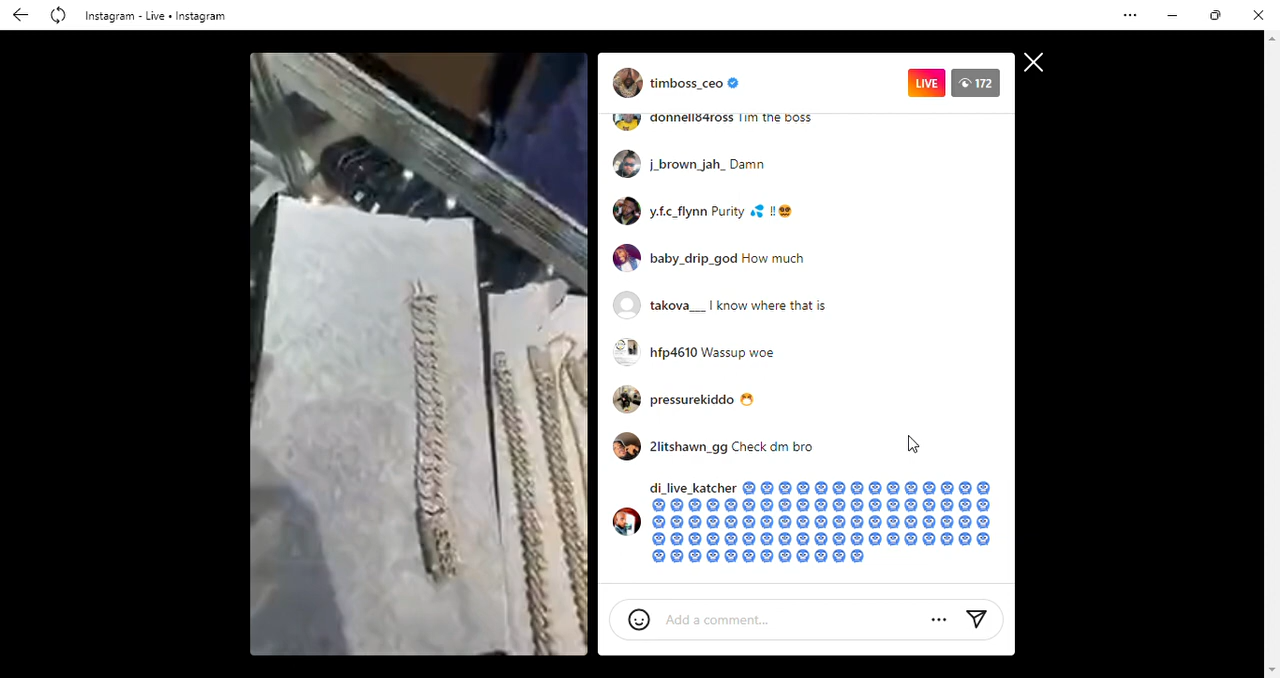 Instagram - Live • Instagram
timboss_ceo
LIVE
172
donnell84ross Tim the boss
j_brown_jah_ Damn
y.f.c_flynn Purity 💦 ‼️😵
baby_drip_god How much
takova___ I know where that is
hfp4610 Wassup woe
pressurekiddo 😷
2litshawn_gg Check dm bro
di_live_katcher
Add a comment...